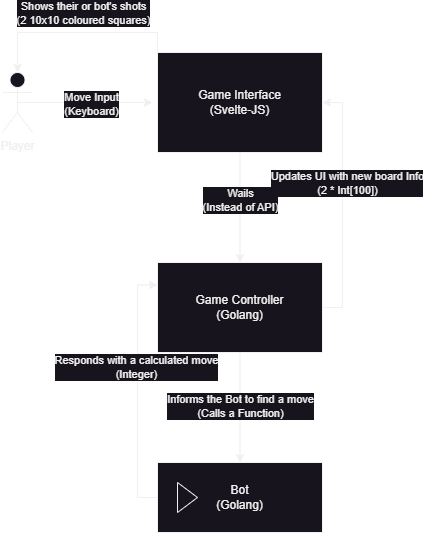 Shows their or bot's shots
(2 10x10 coloured squares)
Game Interface
(Svelte-JS)
Move Input
(Keyboard)
Player
Updates UI with new board Info
(2 * Int[100])
Wails
(Instead of API)
Game Controller
(Golang)
Responds with a calculated move
(Integer)
Informs the Bot to find a move
(Calls a Function)
Bot
(Golang)